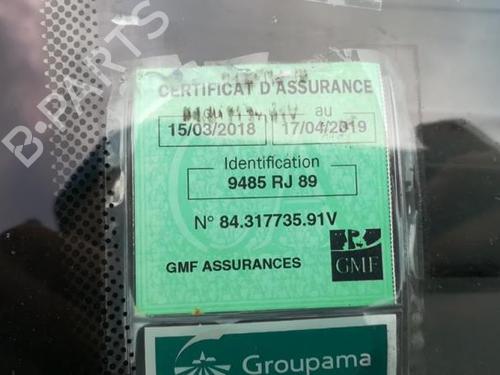 B-PARTS
CERTIFICAT D'ASSURANCE
du au
15/03/2018 17/04/2019
Identification
9485 RJ 89
N° 84.317735.91V
GMF ASSURANCES
GMF
Groupama